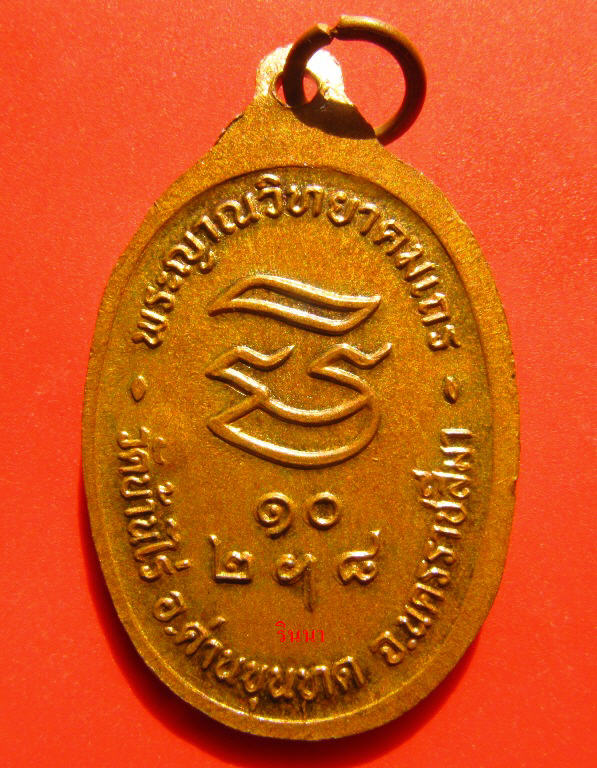 พระญาณวิทยาคมเถร
๑๐
๒ ๕ ๘
วัดบ้านไร่ อ.ด่านขุนทด จ.นครราชสีมา
รินนา